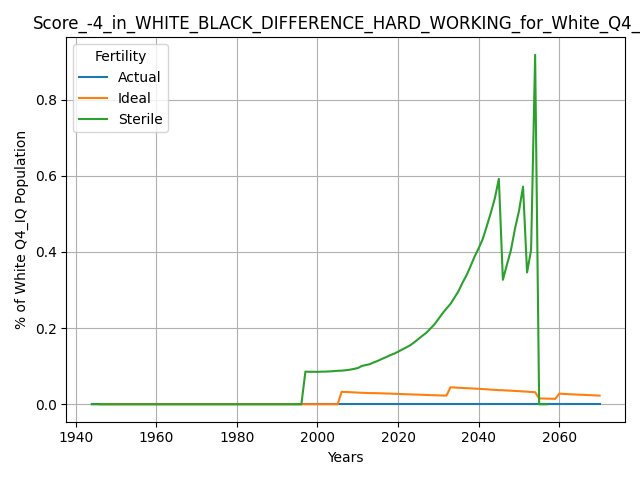 Score_-4_in_WHITE_BLACK_DIFFERENCE_HARD_WORKING_for_White_Q4_
Fertility
Actual
Ideal
Sterile
% of White Q4_IQ Population
0.8
0.6
0.4
0.2
0.0
1940 1960 1980 2000 2020 2040 2060
Years